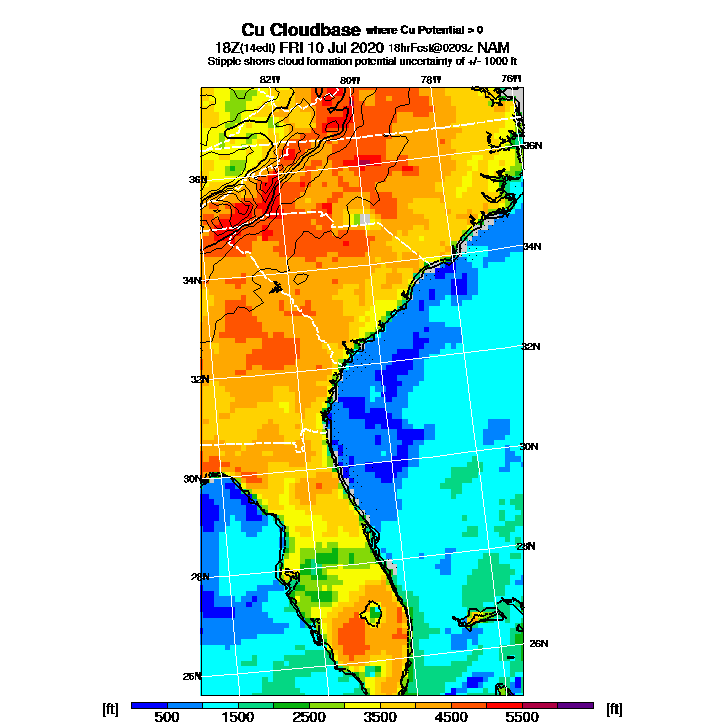 Cu Cloudbase where Cu Potential > 0
18Z(14edt) FRI 10 Jul 2020 18hrFcst@0209z NAM
Stipple shows cloud formation potential uncertainty of +/- 1000 ft
82W 80W 78W 76W
36N
36N
34N
34N
32N
32N
30N
30N
28N
28N
26N
26N
[ft] 500 1500 2500 3500 4500 5500 [ft]